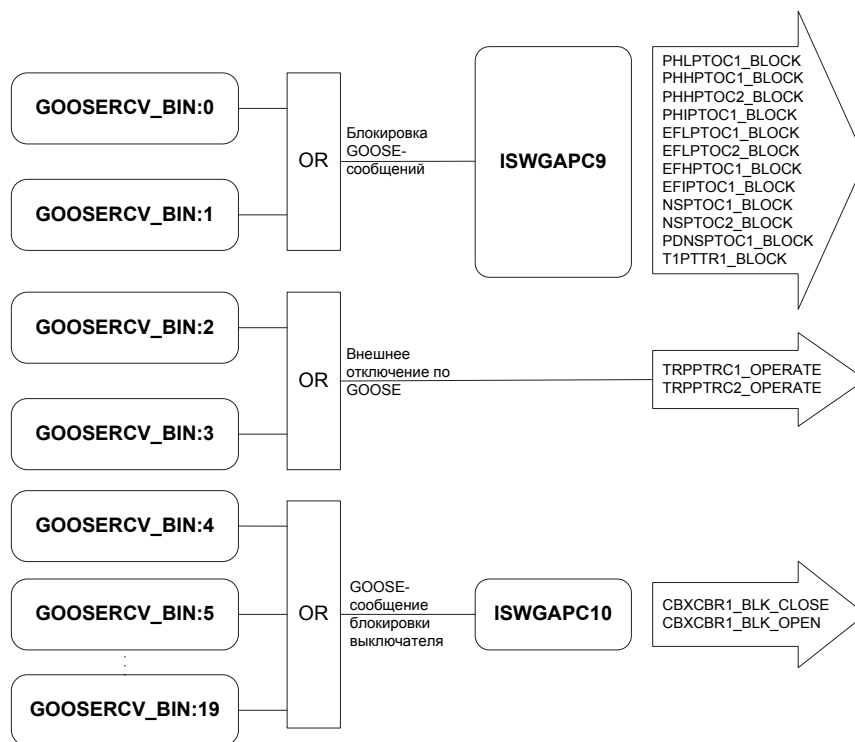 GOOSERCV_BIN:0
GOOSERCV_BIN:1
OR
Блокировка
GOOSE-
сообщений
ISWGAPC9
PHLPTOC1_BLOCK
PHHPTOC1_BLOCK
PHHPTOC2_BLOCK
PHIPTOC1_BLOCK
EFLPTOC1_BLOCK
EFLPTOC2_BLOCK
EFHPTOC1_BLOCK
EFIPTOC1_BLOCK
NSPTOC1_BLOCK
NSPTOC2_BLOCK
PDNSPTOC1_BLOCK
T1PTTR1_BLOCK
GOOSERCV_BIN:2
GOOSERCV_BIN:3
OR
Внешнее
отключение по
GOOSE
TRPPTRC1_OPERATE
TRPPTRC2_OPERATE
GOOSERCV_BIN:4
GOOSERCV_BIN:5
GOOSERCV_BIN:19
OR
GOOSE-
сообщение
блокировки
выключателя
ISWGAPC10
CBXCBR1_BLK_CLOSE
CBXCBR1_BLK_OPEN